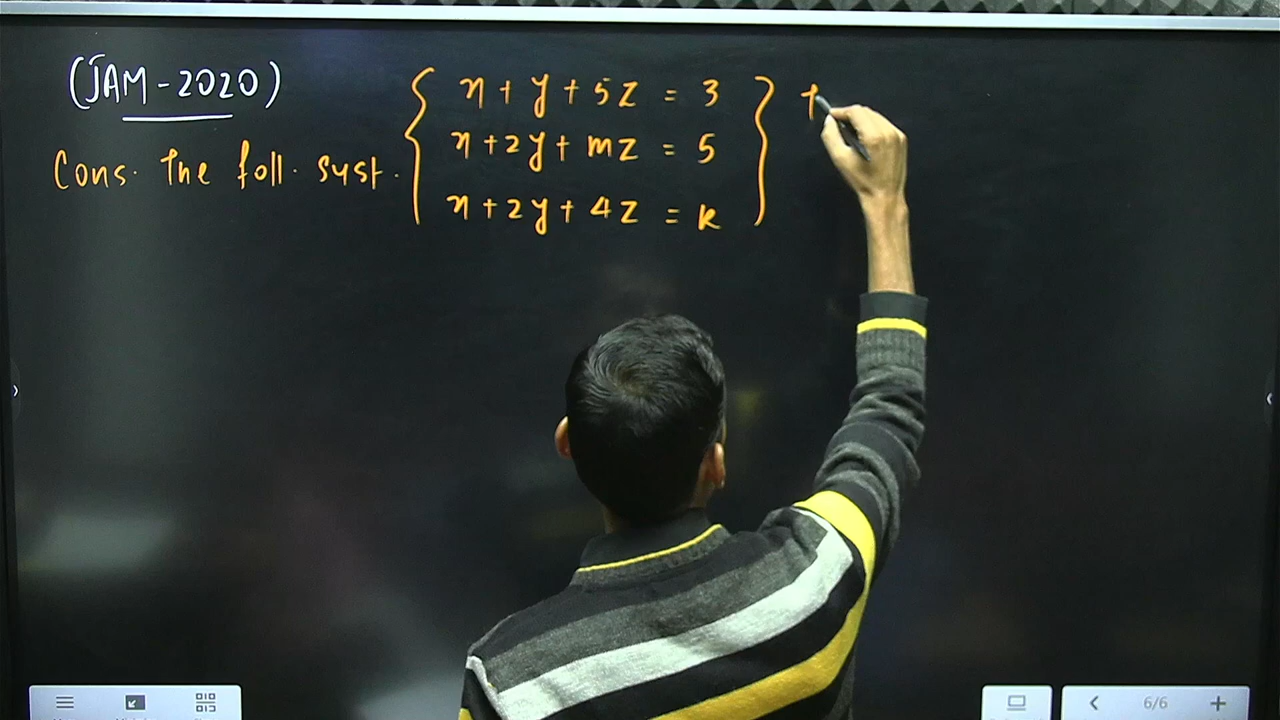 (JAM-2020)
x + y + 5z = 3
x + 2y + mz = 5
Cons. The foll. syst.
x + 2y + 4z = k
6/6